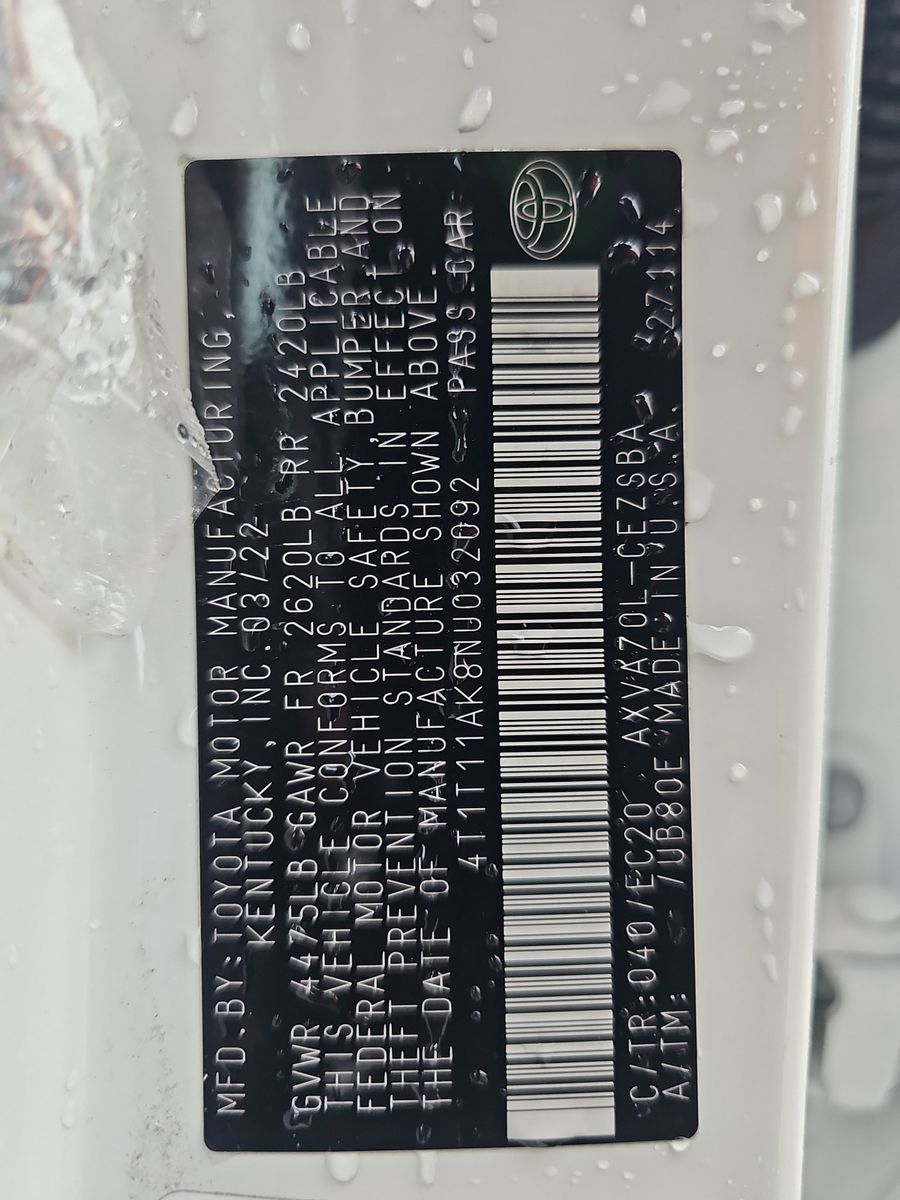 MFD.BY:TOYOTA MOTOR MANUFACTURING,
KENTUCKY, INC.03/22
GVWR 4475LB GAWR FR 2620LB RR 2420LB
THIS VEHICLE CONFORMS TO ALL APPLICABLE
FEDERAL MOTOR VEHICLE SAFETY, BUMPER AND
THEFT PREVENTION STANDARDS IN EFFECT ON
THE DATE OF MANUFACTURE SHOWN ABOVE.
4T1T11AK8NU032092 PASS.CAR
C/TR:040/EC20 AXVA70L-CEZSBA
A/TM: /UB80E MADE IN U.S.A. 527114